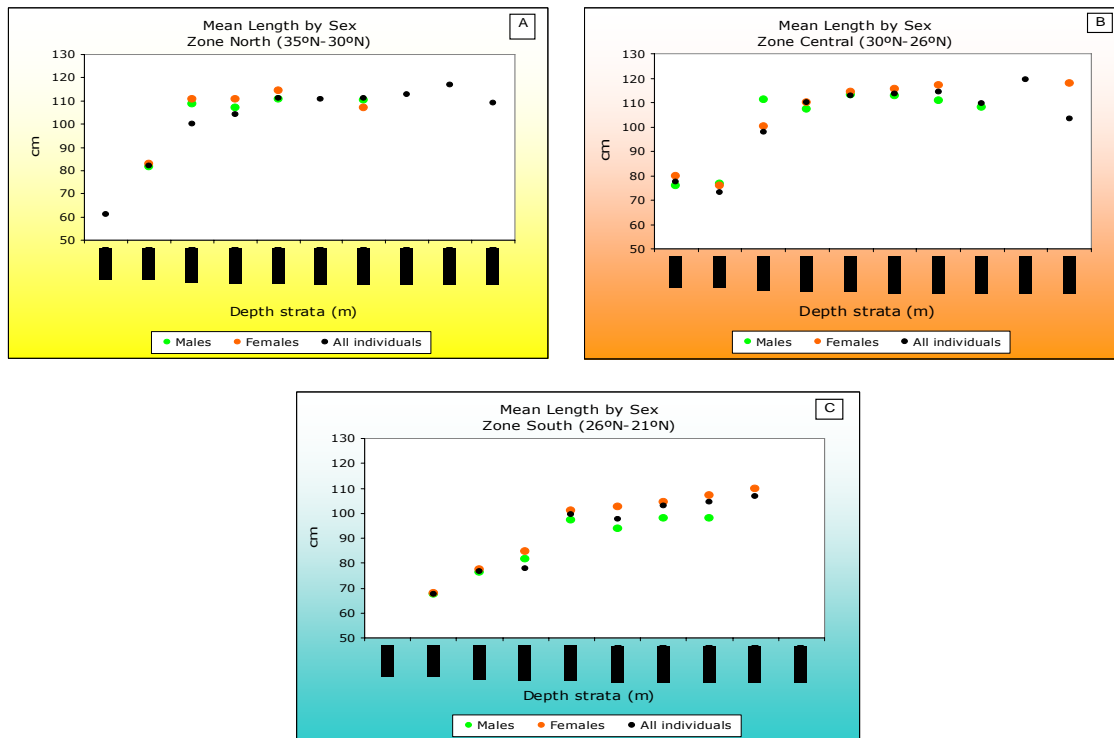 Mean Length by Sex
Zone North (35ºN-30ºN)
A
130
120
110
100
90
80
70
60
50
cm
Depth strata (m)
Males
Females
All individuals
Mean Length by Sex
Zone Central (30ºN-26ºN)
B
130
120
110
100
90
80
70
60
50
cm
Depth strata (m)
Males
Females
All individuals
Mean Length by Sex
Zone South (26ºN-21ºN)
C
130
120
110
100
90
80
70
60
50
cm
Depth strata (m)
Males
Females
All individuals